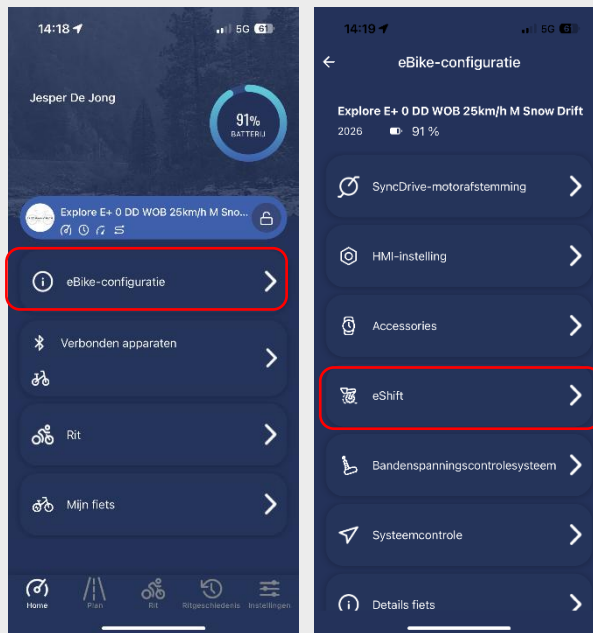 14:18
5G 61
Jesper De Jong
91%
BATTERIJ
Explore E+ 0 DD WOB 25km/h M Sno...
eBike-configuratie
Verbonden apparaten
Rit
Mijn fiets
Home Plan Rit Ritgeschiedenis Instellingen
14:19
5G 61
eBike-configuratie
Explore E+ 0 DD WOB 25km/h M Snow Drift
2026 91 %
SyncDrive-motorafstemming
HMI-instelling
Accessories
eShift
Bandenspanningscontrolesysteem
Systeemcontrole
Details fiets